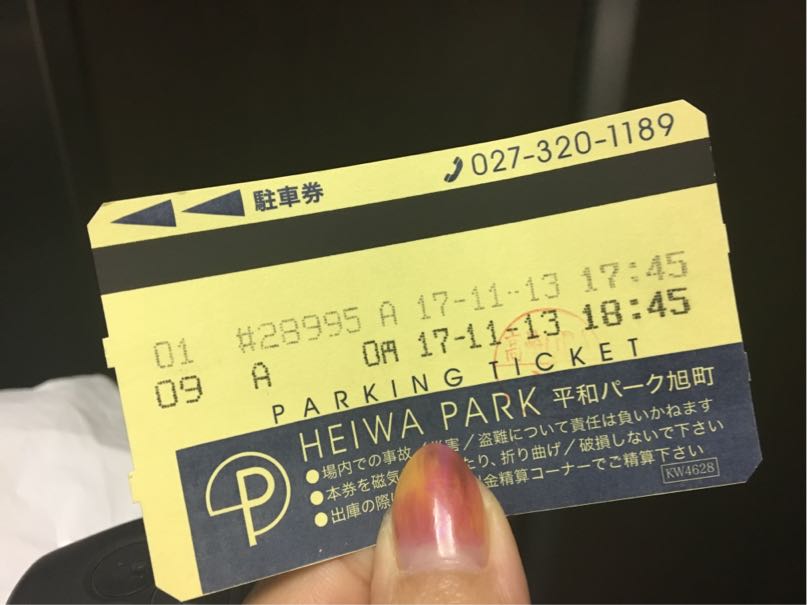 駐車券 027-320-1189
01 #28995 A 17-11-13 17:45
09 A 0円 17-11-13 18:45
PARKING TICKET
HEIWA PARK 平和パーク旭町
●場内での事故／災害／盗難について責任は負いかねます
●本券を磁気 たり、折り曲げ／破損しないで下さい
●出庫の際 金精算コーナーでご精算下さい
KW4628
P